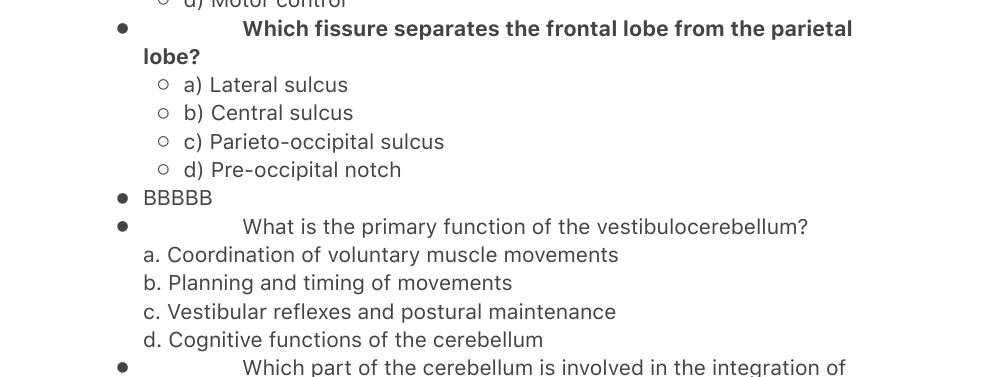 d) Motor control
Which fissure separates the frontal lobe from the parietal
lobe?
a) Lateral sulcus
b) Central sulcus
c) Parieto-occipital sulcus
d) Pre-occipital notch
BBBBB
What is the primary function of the vestibulocerebellum?
a. Coordination of voluntary muscle movements
b. Planning and timing of movements
c. Vestibular reflexes and postural maintenance
d. Cognitive functions of the cerebellum
Which part of the cerebellum is involved in the integration of